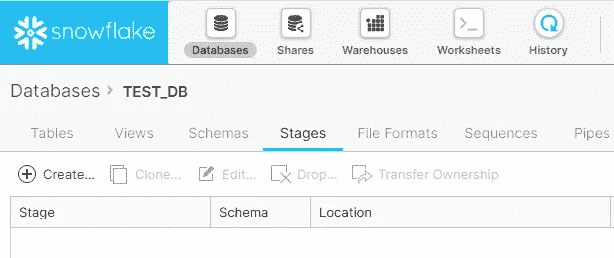 snowflake
Databases Shares Warehouses Worksheets History
Databases > TEST_DB
Tables Views Schemas Stages File Formats Sequences Pipes
Create... Clone... Edit... Drop... Transfer Ownership
Stage Schema Location